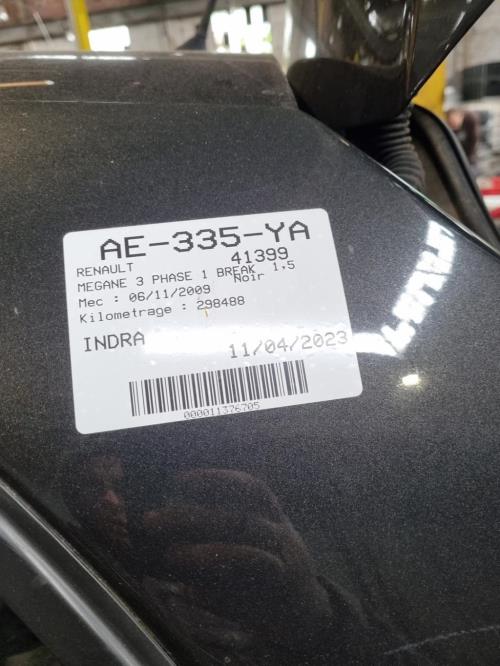 AE-335-YA
RENAULT 41399
MEGANE 3 PHASE 1 BREAK 1,5
Mec : 06/11/2009 Noir
Kilometrage : 298488
INDRA 11/04/2023
000011376705